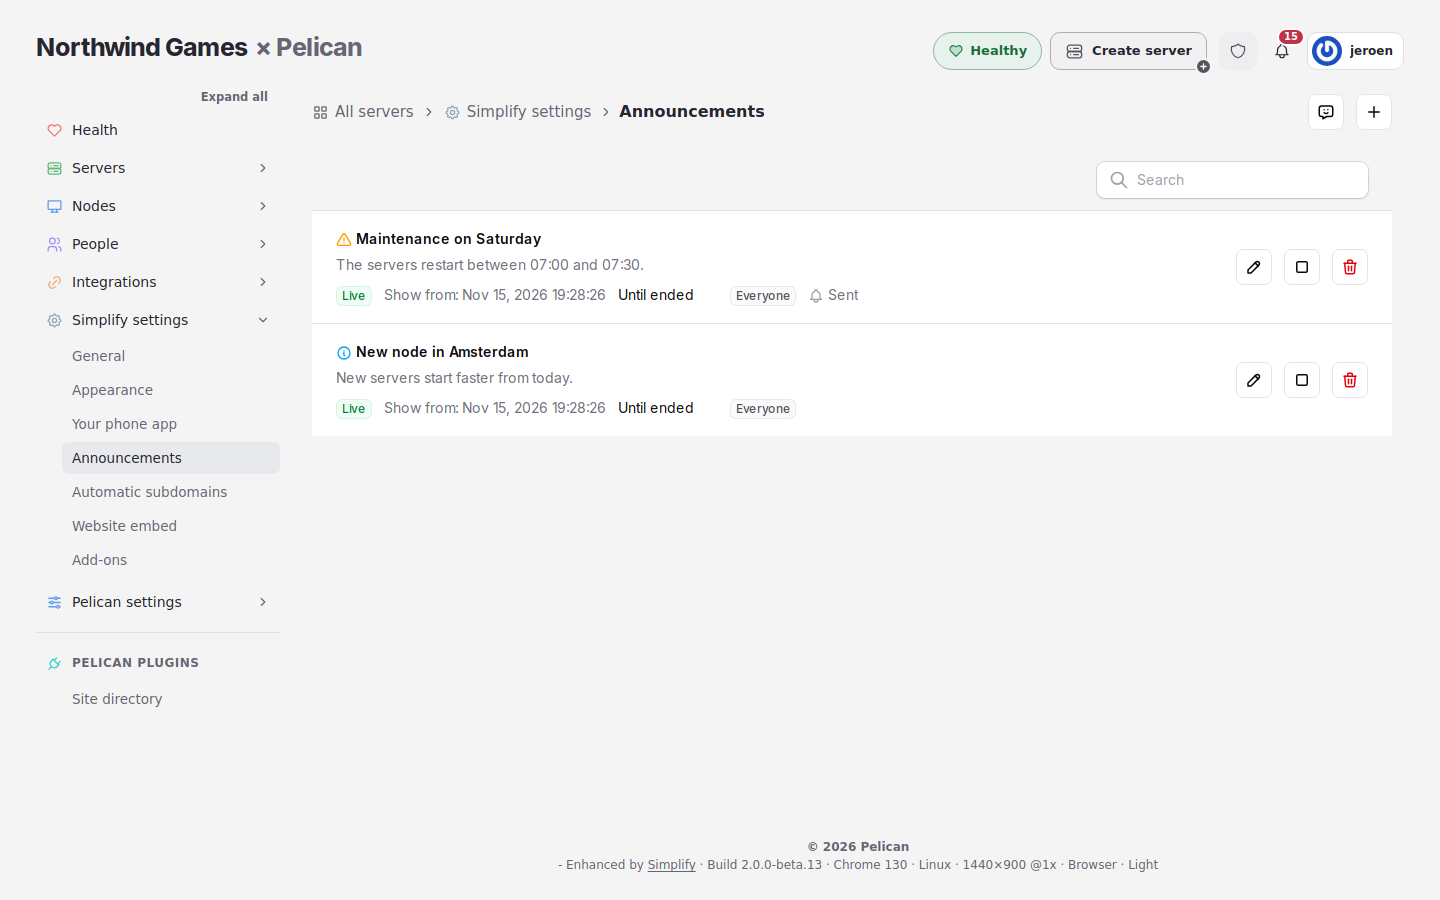 Northwind Games × Pelican
Healthy
Create server
15
jeroen
Expand all
Health
Servers
Nodes
People
Integrations
Simplify settings
General
Appearance
Your phone app
Announcements
Automatic subdomains
Website embed
Add-ons
Pelican settings
PELICAN PLUGINS
Site directory
All servers > Simplify settings > Announcements
Search
Maintenance on Saturday
The servers restart between 07:00 and 07:30.
Live Show from: Nov 15, 2026 19:28:26 Until ended Everyone Sent
New node in Amsterdam
New servers start faster from today.
Live Show from: Nov 15, 2026 19:28:26 Until ended Everyone
© 2026 Pelican
- Enhanced by Simplify · Build 2.0.0-beta.13 · Chrome 130 · Linux · 1440×900 @1x · Browser · Light